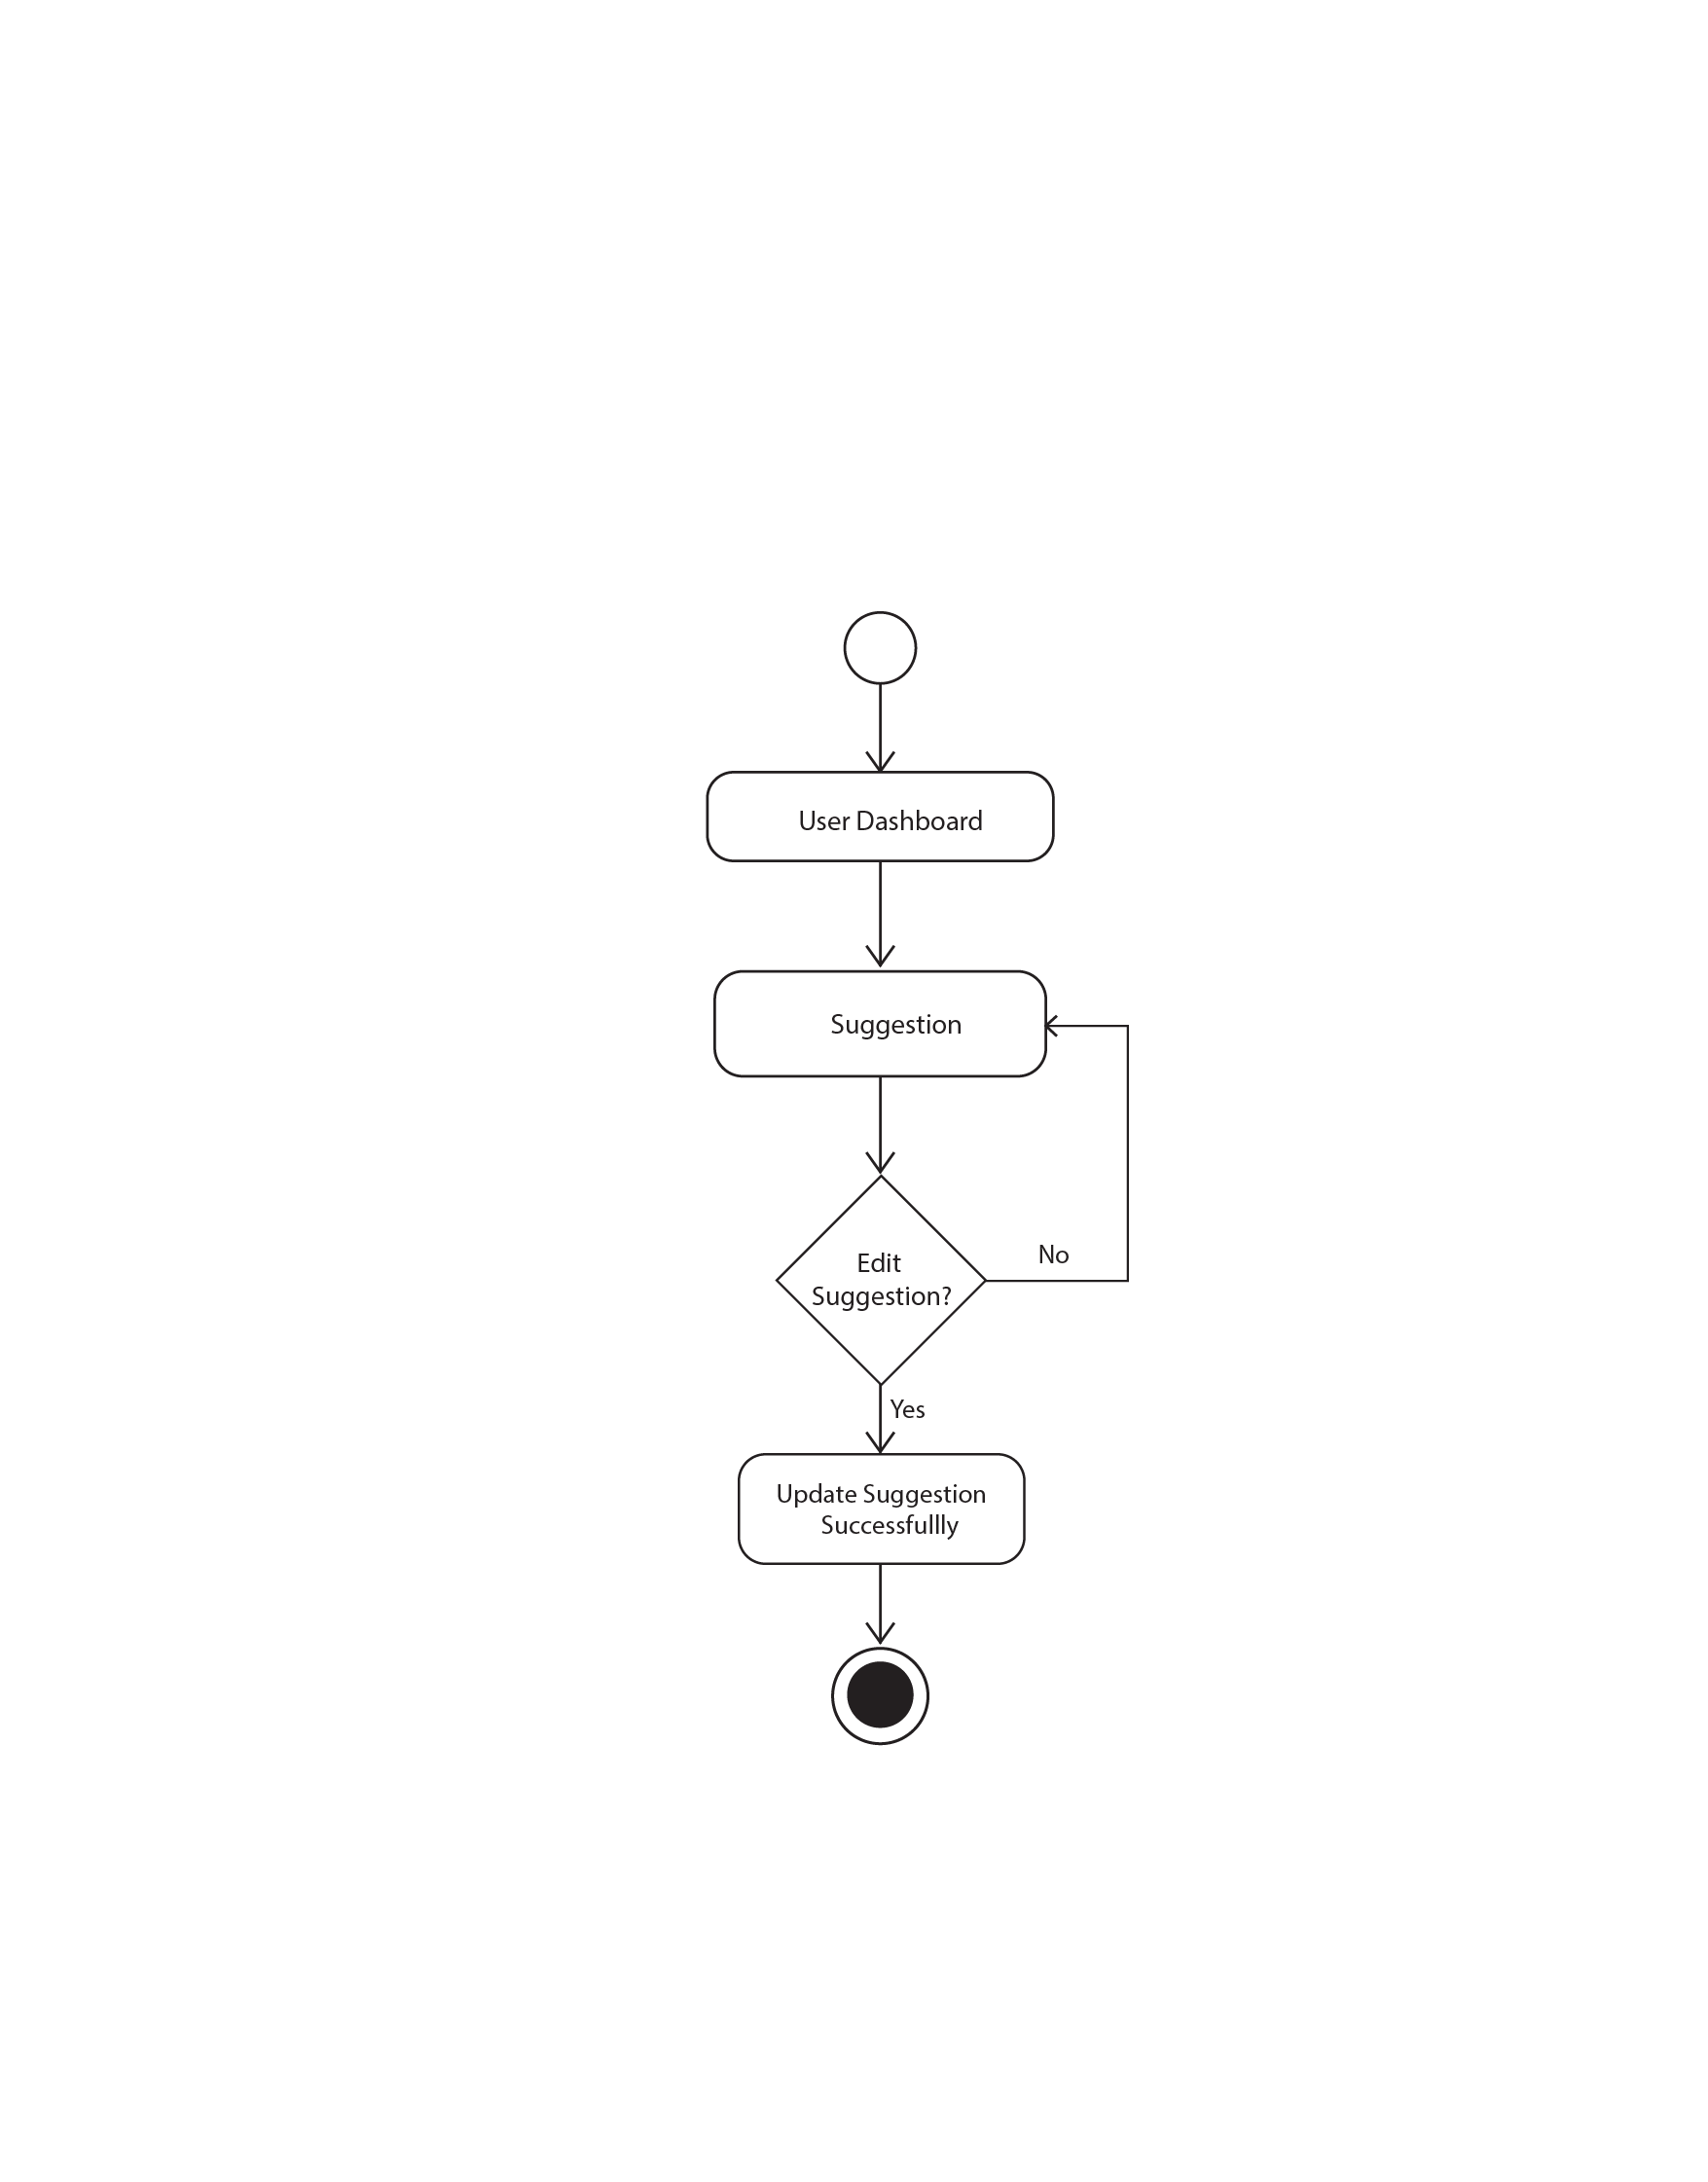 User Dashboard
Suggestion
Edit
Suggestion?
No
Yes
Update Suggestion
Successfullly